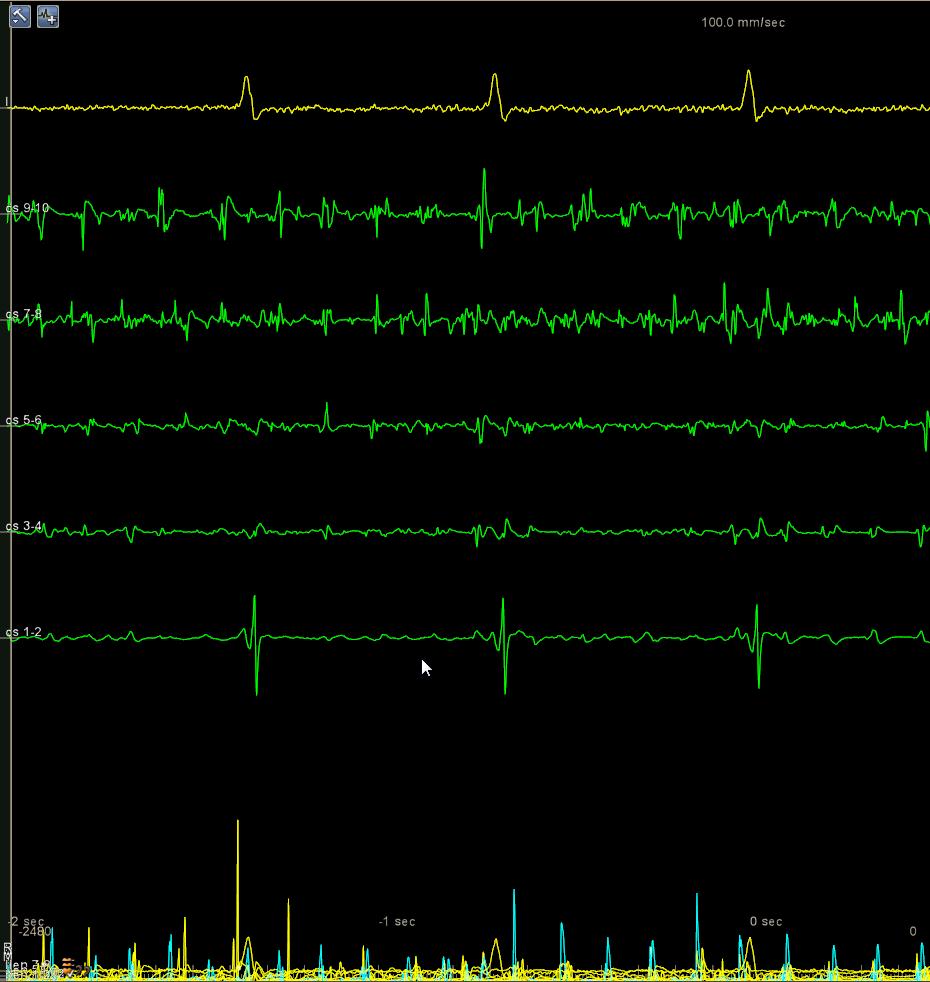 100.0 mm/sec
I
cs 9-10
cs 7-8
cs 5-6
cs 3-4
cs 1-2
-2 sec
-1 sec
0 sec
-2480
0